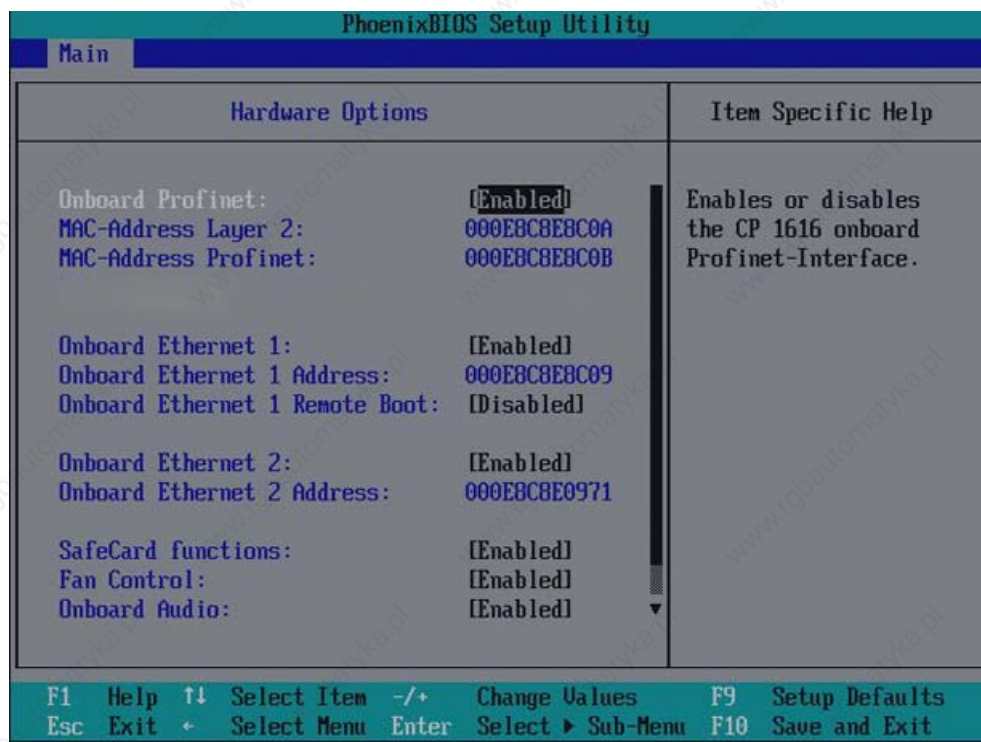 PhoenixBIOS Setup Utility
Main
Hardware Options
Item Specific Help
Onboard Profinet: [Enabled]
MAC-Address Layer 2: 000E8C8E8C0A
MAC-Address Profinet: 000E8C8E8C0B
Onboard Ethernet 1: [Enabled]
Onboard Ethernet 1 Address: 000E8C8E8C09
Onboard Ethernet 1 Remote Boot: [Disabled]
Onboard Ethernet 2: [Enabled]
Onboard Ethernet 2 Address: 000E8C8E0971
SafeCard functions: [Enabled]
Fan Control: [Enabled]
Onboard Audio: [Enabled] ▼
Enables or disables
the CP 1616 onboard
Profinet-Interface.
F1 Help ↑↓ Select Item -/+ Change Values F9 Setup Defaults
Esc Exit ← Select Menu Enter Select ▶ Sub-Menu F10 Save and Exit